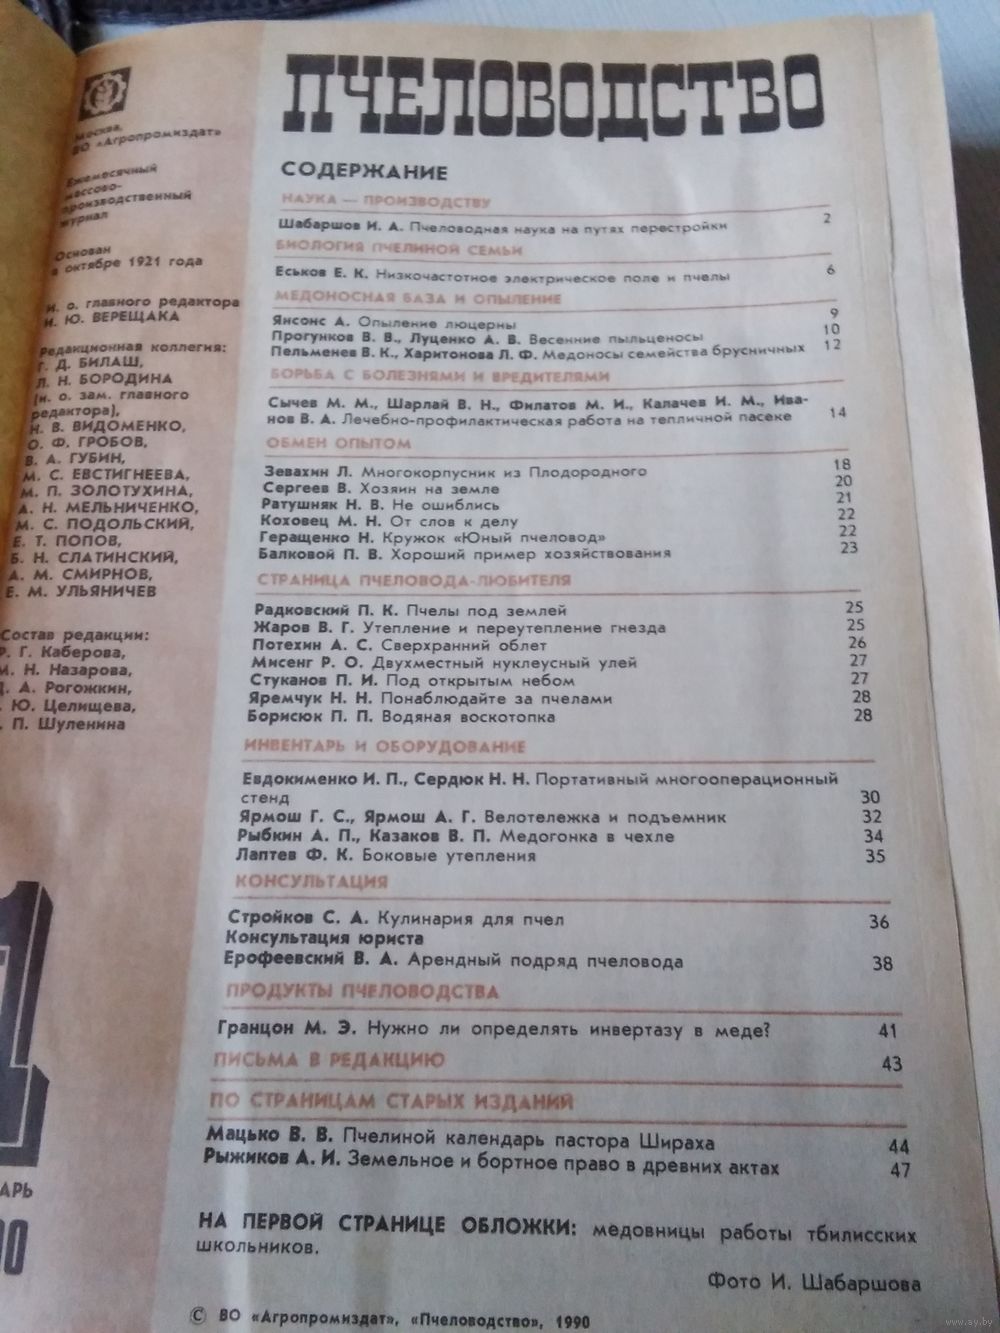 Москва,
ВО «Агропромиздат»
Ежемесячный
массово-
производственный
журнал
Основан
в октябре 1921 года
И. о. главного редактора
И. Ю. ВЕРЕЩАКА
Редакционная коллегия:
Г. Д. БИЛАШ,
Л. Н. БОРОДИНА
(и. о. зам. главного
редактора),
Н. В. ВИДОМЕНКО,
О. Ф. ГРОБОВ,
В. А. ГУБИН,
М. С. ЕВСТИГНЕЕВА,
М. П. ЗОЛОТУХИНА,
А. Н. МЕЛЬНИЧЕНКО,
М. С. ПОДОЛЬСКИЙ,
Е. Т. ПОПОВ,
Б. Н. СЛАТИНСКИЙ,
А. М. СМИРНОВ,
Е. М. УЛЬЯНИЧЕВ
Состав редакции:
Г. Каберова,
М. Н. Назарова,
А. Рогожкин,
Ю. Целищева,
П. Шуленина
1
АРЬ
90
ПЧЕЛОВОДСТВО
СОДЕРЖАНИЕ
НАУКА — ПРОИЗВОДСТВУ
Шабаршов И. А. Пчеловодная наука на путях перестройки 2
БИОЛОГИЯ ПЧЕЛИНОЙ СЕМЬИ
Еськов Е. К. Низкочастотное электрическое поле и пчелы 6
МЕДОНОСНАЯ БАЗА И ОПЫЛЕНИЕ
Янсонс А. Опыление люцерны 9
Прогунков В. В., Луценко А. В. Весенние пыльценосы 10
Пельменев В. К., Харитонова Л. Ф. Медоносы семейства брусничных 12
БОРЬБА С БОЛЕЗНЯМИ И ВРЕДИТЕЛЯМИ
Сычев М. М., Шарлай В. Н., Филатов М. И., Калачев И. М., Ива-
нов В. А. Лечебно-профилактическая работа на тепличной пасеке 14
ОБМЕН ОПЫТОМ
Зевахин Л. Многокорпусник из Плодородного 18
Сергеев В. Хозяин на земле 20
Ратушняк Н. В. Не ошиблись 21
Коховец М. Н. От слов к делу 22
Геращенко Н. Кружок «Юный пчеловод» 22
Балковой П. В. Хороший пример хозяйствования 23
СТРАНИЦА ПЧЕЛОВОДА-ЛЮБИТЕЛЯ
Радковский П. К. Пчелы под землей 25
Жаров В. Г. Утепление и переутепление гнезда 25
Потехин А. С. Сверхранний облет 26
Мисенг Р. О. Двухместный нуклеусный улей 27
Стуканов П. И. Под открытым небом 27
Яремчук Н. Н. Понаблюдайте за пчелами 28
Борисюк П. П. Водяная воскотопка 28
ИНВЕНТАРЬ И ОБОРУДОВАНИЕ
Евдокименко И. П., Сердюк Н. Н. Портативный многооперационный
стенд 30
Ярмош Г. С., Ярмош А. Г. Велотележка и подъемник 32
Рыбкин А. П., Казаков В. П. Медогонка в чехле 34
Лаптев Ф. К. Боковые утепления 35
КОНСУЛЬТАЦИЯ
Стройков С. А. Кулинария для пчел 36
Консультация юриста
Ерофеевский В. А. Арендный подряд пчеловода 38
ПРОДУКТЫ ПЧЕЛОВОДСТВА
Гранцон М. Э. Нужно ли определять инвертазу в меде? 41
ПИСЬМА В РЕДАКЦИЮ 43
ПО СТРАНИЦАМ СТАРЫХ ИЗДАНИЙ
Мацько В. В. Пчелиной календарь пастора Шираха 44
Рыжиков А. И. Земельное и бортное право в древних актах 47
НА ПЕРВОЙ СТРАНИЦЕ ОБЛОЖКИ: медовницы работы тбилисских
школьников.
Фото И. Шабаршова
© ВО «Агропромиздат», «Пчеловодство», 1990
www.ay.by